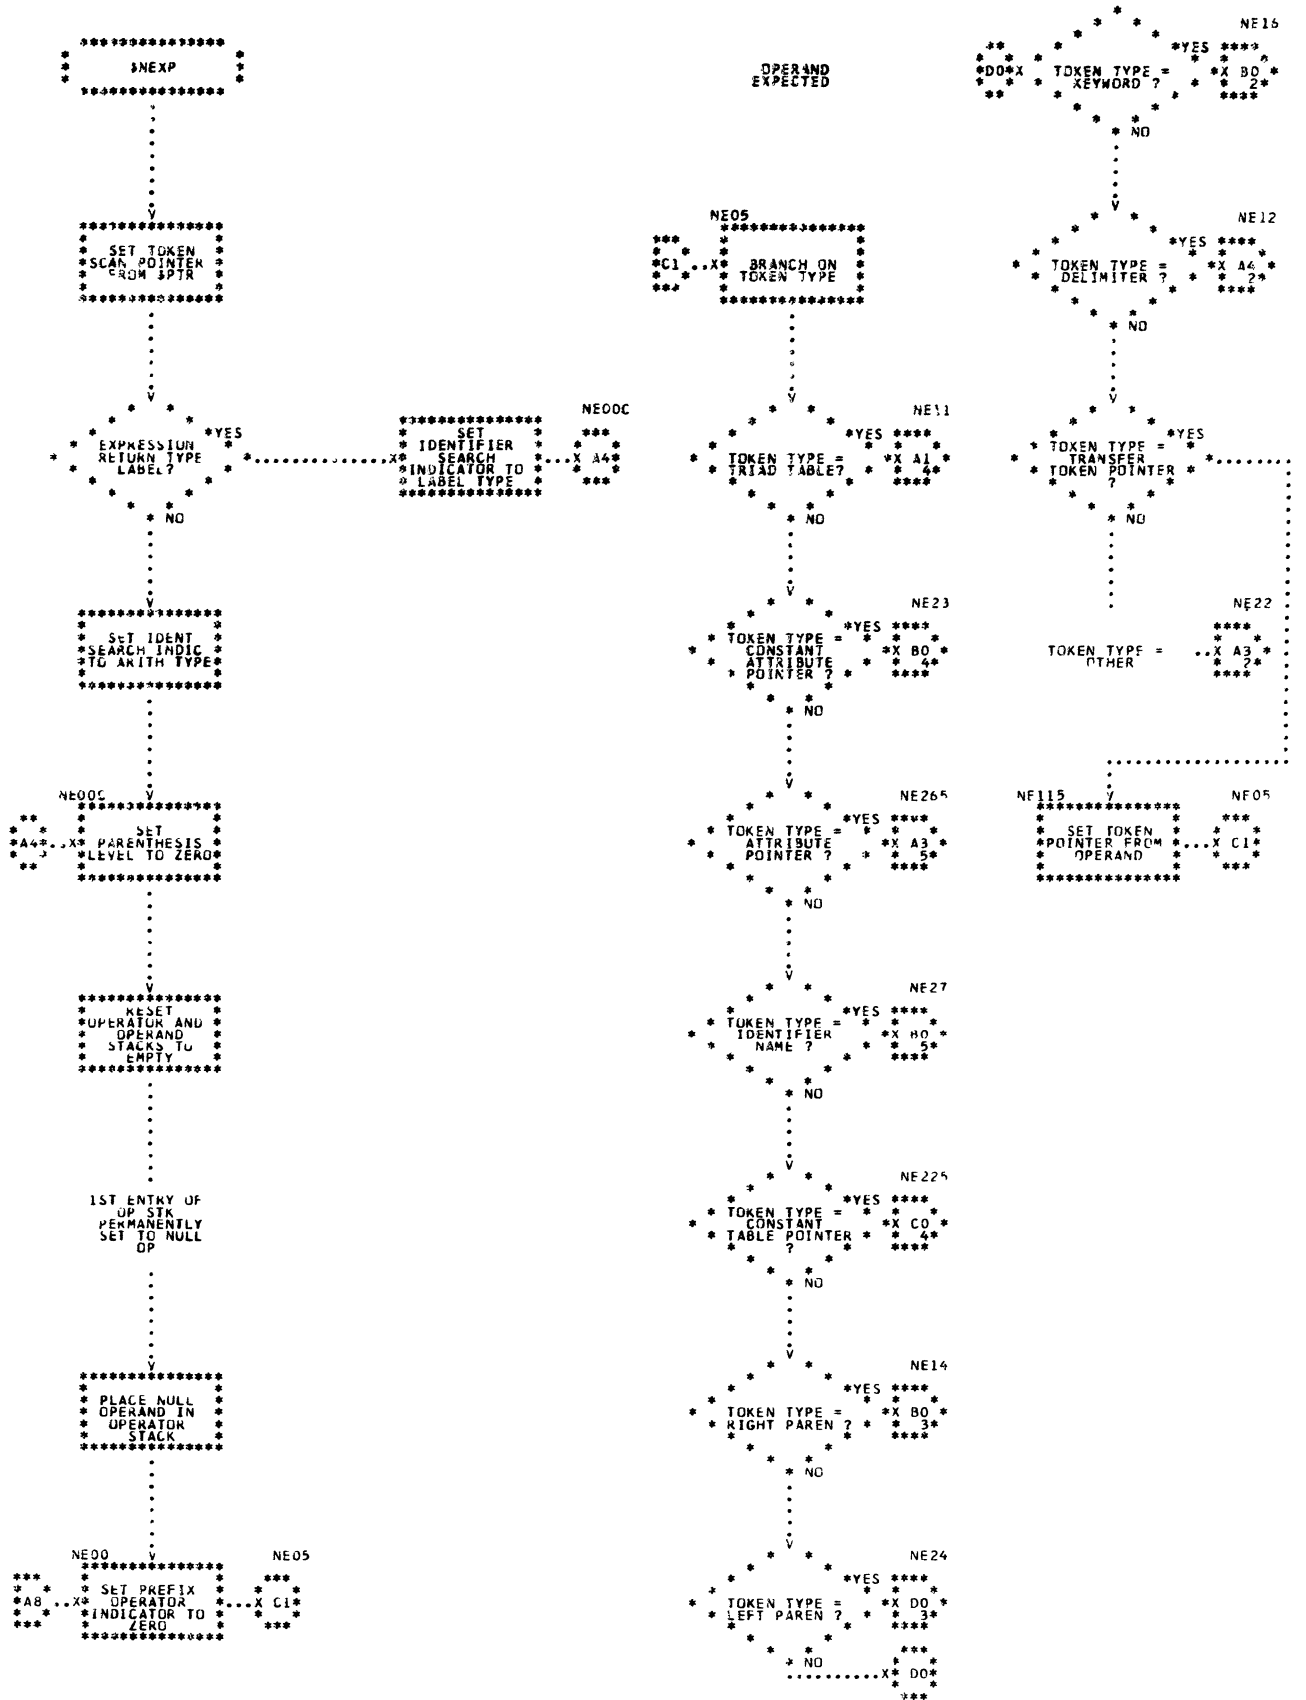 $NEXP
SET TOKEN
SCAN POINTER
FROM $PTR
EXPRESSION
RETURN TYPE
LABEL?
YES
NO
NE00C
SET
IDENTIFIER
SEARCH
INDICATOR TO
LABEL TYPE
X A4
SET IDENT
SEARCH INDIC
TO ARITH TYPE
NE00C
A4 ..X
SET
PARENTHESIS
LEVEL TO ZERO
RESET
OPERATOR AND
OPERAND
STACKS TO
EMPTY
1ST ENTRY OF
OP STK
PERMANENTLY
SET TO NULL
OP
PLACE NULL
OPERAND IN
OPERATOR
STACK
NE00
A8 ..X
SET PREFIX
OPERATOR
INDICATOR TO
ZERO
NE05
X C1
OPERAND
EXPECTED
NE05
C1 ..X
BRANCH ON
TOKEN TYPE
NE11
TOKEN TYPE =
TRIAD TABLE?
YES
X A1
4
NO
NE23
TOKEN TYPE =
CONSTANT
ATTRIBUTE
POINTER ?
YES
X B0
4
NO
NE265
TOKEN TYPE =
ATTRIBUTE
POINTER ?
YES
X A3
5
NO
NE27
TOKEN TYPE =
IDENTIFIER
NAME ?
YES
X B0
5
NO
NE225
TOKEN TYPE =
CONSTANT
TABLE POINTER
?
YES
X C0
4
NO
NE14
TOKEN TYPE =
RIGHT PAREN ?
YES
X B0
3
NO
NE24
TOKEN TYPE =
LEFT PAREN ?
YES
X D0
3
NO
X D0
NE16
D0 X
TOKEN TYPE =
KEYWORD ?
YES
X B0
2
NO
NE12
TOKEN TYPE =
DELIMITER ?
YES
X A4
2
NO
TOKEN TYPE =
TRANSFER
TOKEN POINTER
?
YES
NO
NE22
TOKEN TYPE =
OTHER
..X A3
2
NE115
SET TOKEN
POINTER FROM
OPERAND
NE05
X C1